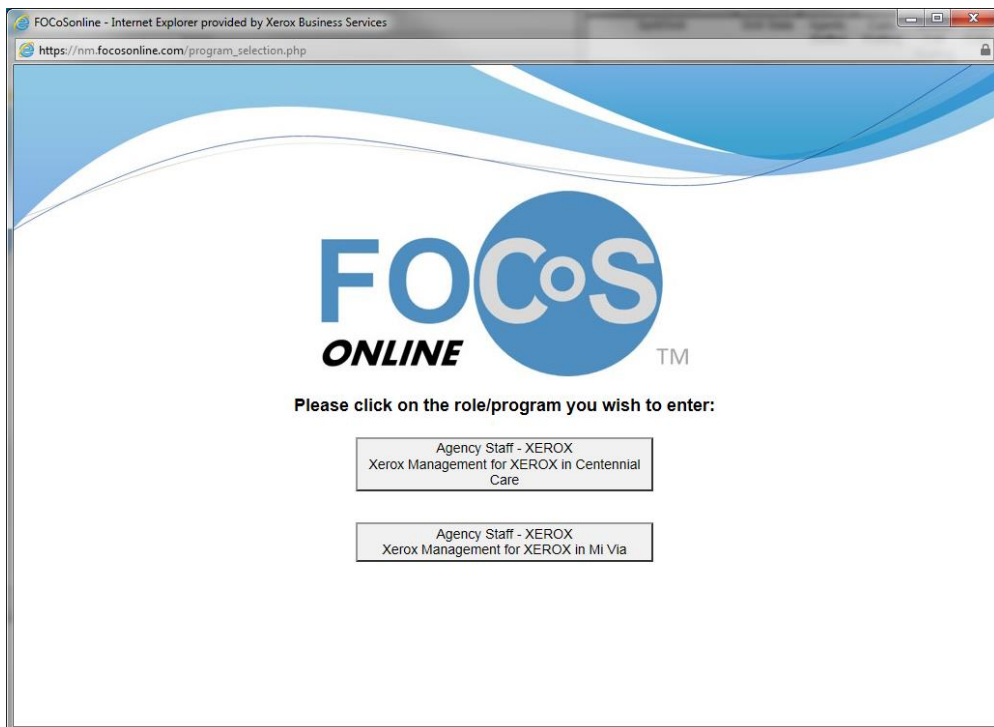 FOCoSonline - Internet Explorer provided by Xerox Business Services
https://nm.focosonline.com/program_selection.php
FOCoS
ONLINE
TM
Please click on the role/program you wish to enter:
Agency Staff - XEROX
Xerox Management for XEROX in Centennial
Care
Agency Staff - XEROX
Xerox Management for XEROX in Mi Via